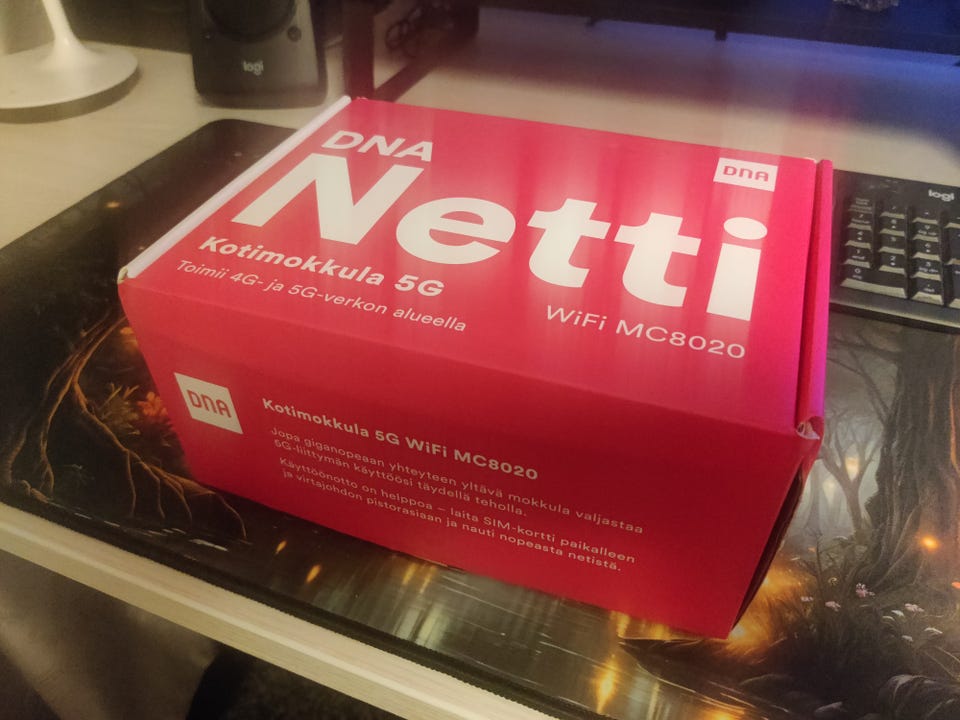 logi
DNA
Netti
DNA
Kotimokkula 5G
Toimii 4G- ja 5G-verkon alueella
WiFi MC8020
logi
DNA
Kotimokkula 5G WiFi MC8020
Jopa giganopeaan yhteyteen yltävä mokkula valjastaa
5G-liittymän käyttöösi täydellä teholla.
Käyttöönotto on helppoa – laita SIM-kortti paikalleen
ja virtajohdon pistorasiaan ja nauti nopeasta netistä.